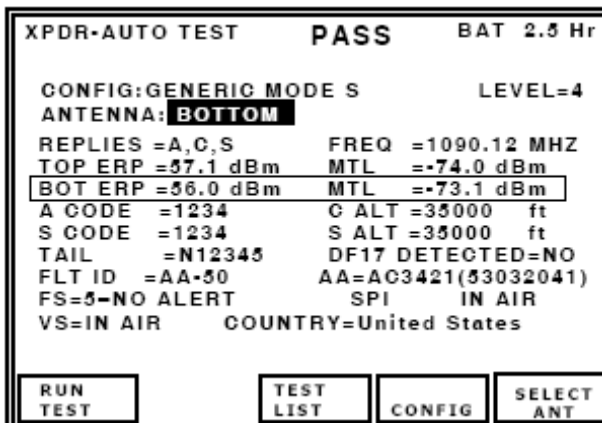 XPDR-AUTO TEST PASS BAT 2.5 Hr
CONFIG:GENERIC MODE S LEVEL=4
ANTENNA: BOTTOM
REPLIES =A,C,S FREQ =1090.12 MHZ
TOP ERP =57.1 dBm MTL =-74.0 dBm
BOT ERP =56.0 dBm MTL =-73.1 dBm
A CODE =1234 C ALT =35000 ft
S CODE =1234 S ALT =35000 ft
TAIL =N12345 DF17 DETECTED=NO
FLT ID =AA-50 AA=AC3421(53032041)
FS=5-NO ALERT SPI IN AIR
VS=IN AIR COUNTRY=United States
RUN TEST
TEST LIST
CONFIG
SELECT ANT